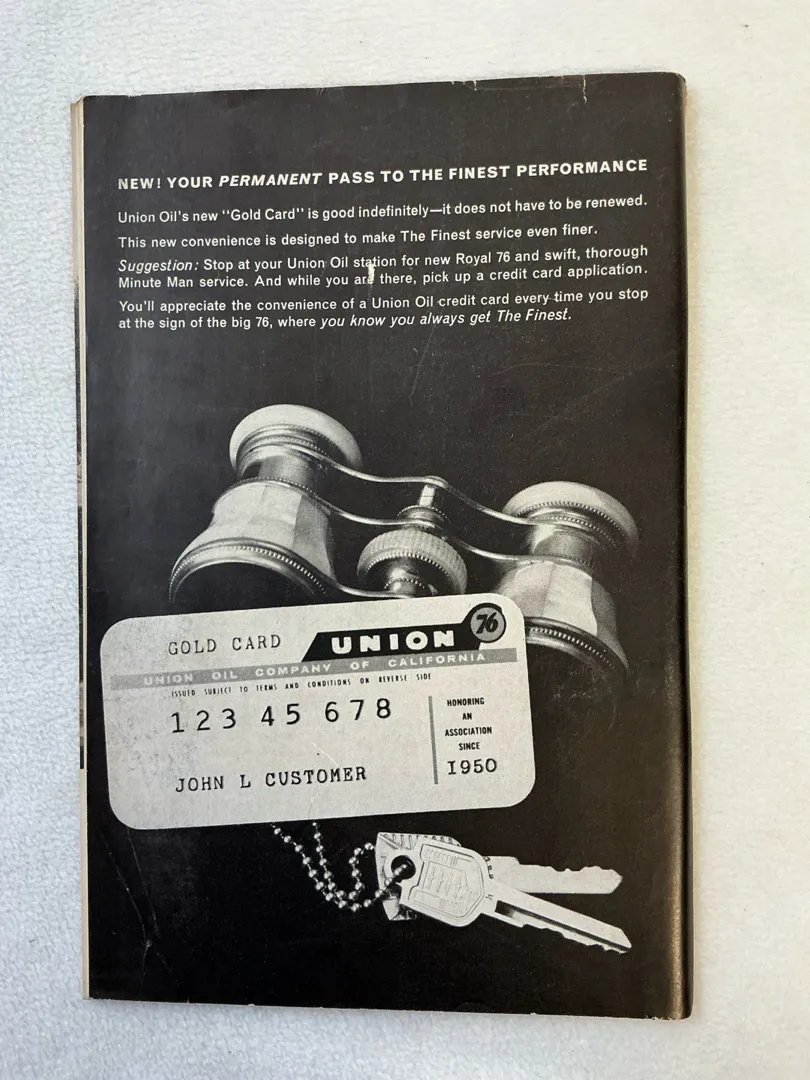 NEW! YOUR PERMANENT PASS TO THE FINEST PERFORMANCE
Union Oil's new "Gold Card" is good indefinitely—it does not have to be renewed.
This new convenience is designed to make The Finest service even finer.
Suggestion: Stop at your Union Oil station for new Royal 76 and swift, thorough
Minute Man service. And while you are there, pick up a credit card application.
You'll appreciate the convenience of a Union Oil credit card every time you stop
at the sign of the big 76, where you know you always get The Finest.
GOLD CARD
UNION
76
UNION OIL COMPANY OF CALIFORNIA
ISSUED SUBJECT TO TERMS AND CONDITIONS ON REVERSE SIDE
123 45 678
HONORING
AN
ASSOCIATION
SINCE
1950
JOHN L CUSTOMER